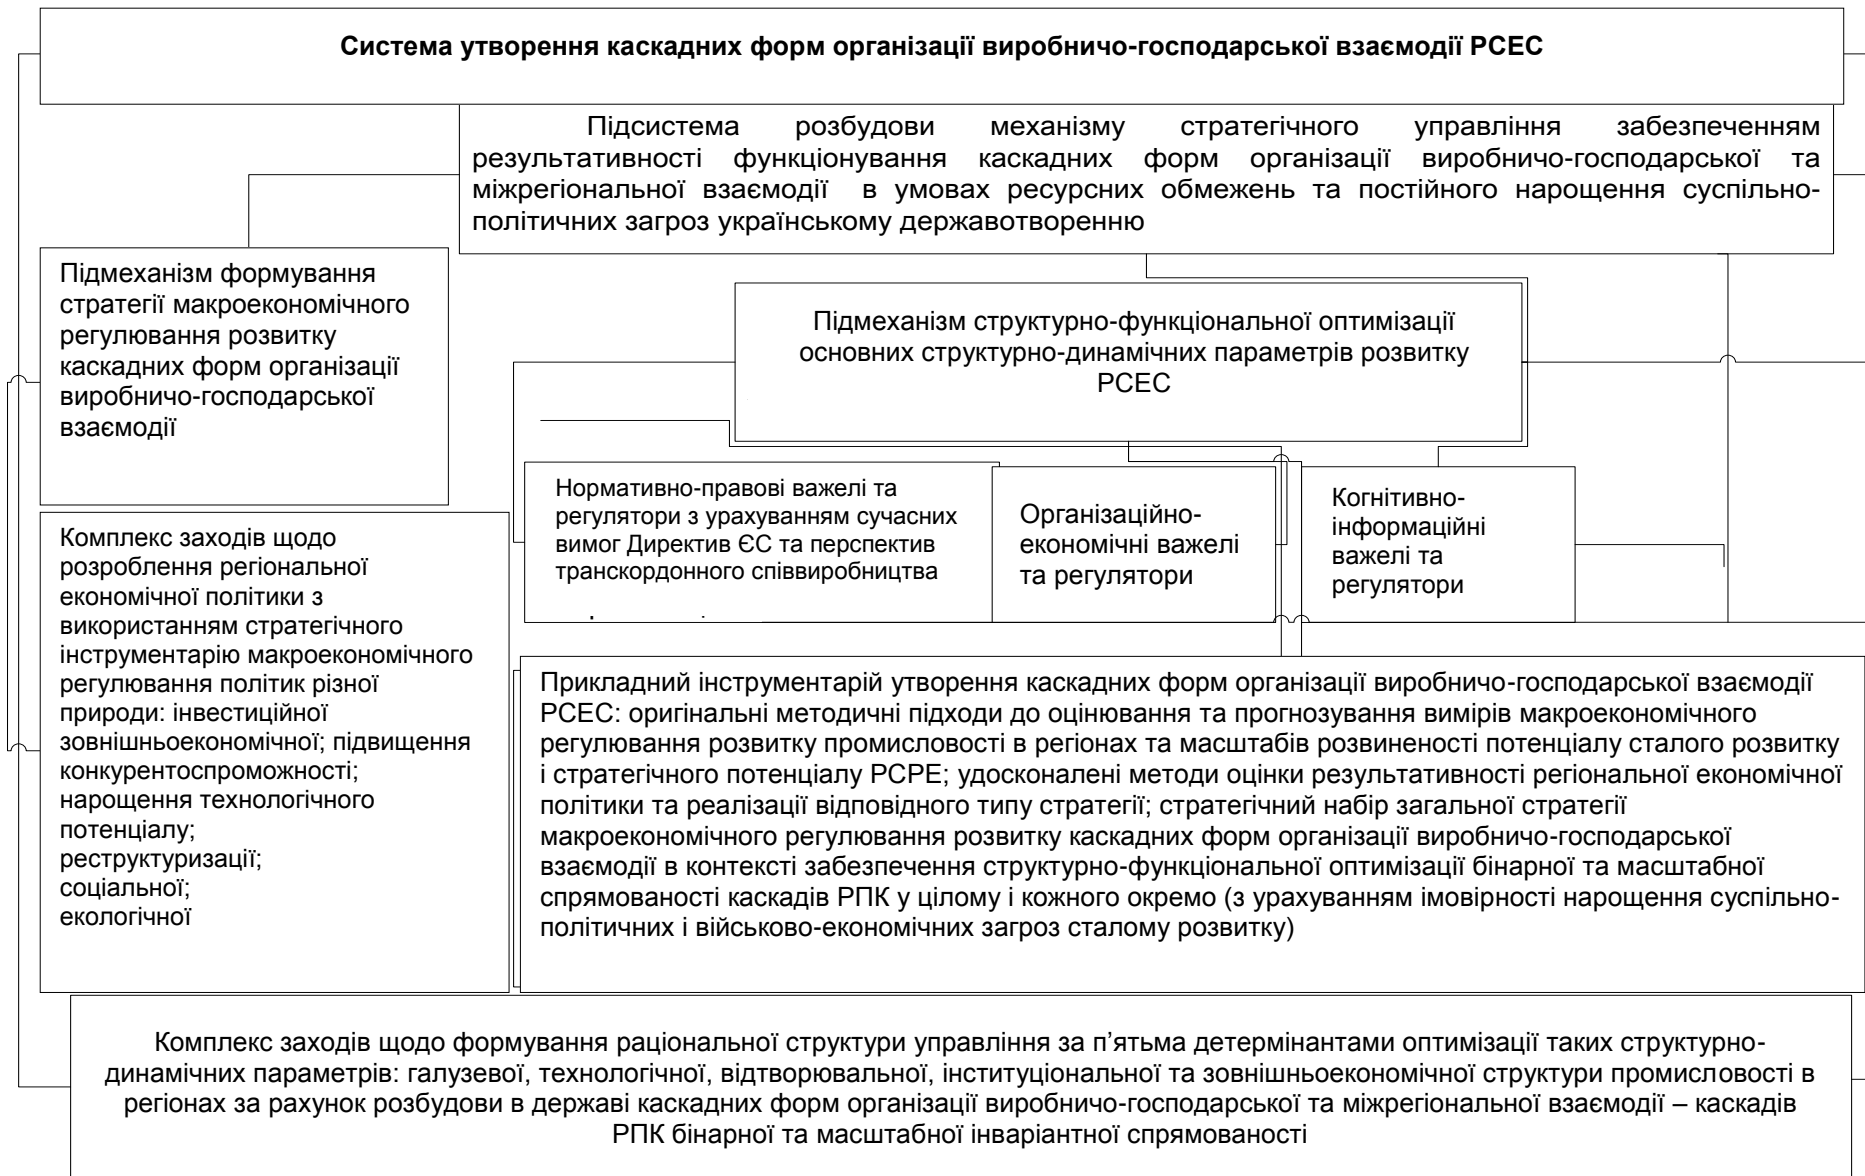 Система утворення каскадних форм організації виробничо-господарської взаємодії РСЕС
Підсистема розбудови механізму стратегічного управління забезпеченням
результативності функціонування каскадних форм організації виробничо-господарської та
міжрегіональної взаємодії в умовах ресурсних обмежень та постійного нарощення суспільно-
політичних загроз українському державотворенню
Підмеханізм формування
стратегії макроекономічного
регулювання розвитку
каскадних форм організації
виробничо-господарської
взаємодії
Підмеханізм структурно-функціональної оптимізації
основних структурно-динамічних параметрів розвитку
РСЕС
Нормативно-правові важелі та
регулятори з урахуванням сучасних
вимог Директив ЄС та перспектив
транскордонного співвиробництва
Організаційно-
економічні важелі
та регулятори
Когнітивно-
інформаційні
важелі та
регулятори
Комплекс заходів щодо
розроблення регіональної
економічної політики з
використанням стратегічного
інструментарію макроекономічного
регулювання політик різної
природи: інвестиційної
зовнішньоекономічної; підвищення
конкурентоспроможності;
нарощення технологічного
потенціалу;
реструктуризації;
соціальної;
екологічної
Прикладний інструментарій утворення каскадних форм організації виробничо-господарської взаємодії
РСЕС: оригінальні методичні підходи до оцінювання та прогнозування вимірів макроекономічного
регулювання розвитку промисловості в регіонах та масштабів розвиненості потенціалу сталого розвитку
і стратегічного потенціалу РСРЕ; удосконалені методи оцінки результативності регіональної економічної
політики та реалізації відповідного типу стратегії; стратегічний набір загальної стратегії
макроекономічного регулювання розвитку каскадних форм організації виробничо-господарської
взаємодії в контексті забезпечення структурно-функціональної оптимізації бінарної та масштабної
спрямованості каскадів РПК у цілому і кожного окремо (з урахуванням імовірності нарощення суспільно-
політичних і військово-економічних загроз сталому розвитку)
Комплекс заходів щодо формування раціональної структури управління за п’ятьма детермінантами оптимізації таких структурно-
динамічних параметрів: галузевої, технологічної, відтворювальної, інституціональної та зовнішньоекономічної структури промисловості в
регіонах за рахунок розбудови в державі каскадних форм організації виробничо-господарської та міжрегіональної взаємодії – каскадів
РПК бінарної та масштабної інваріантної спрямованості